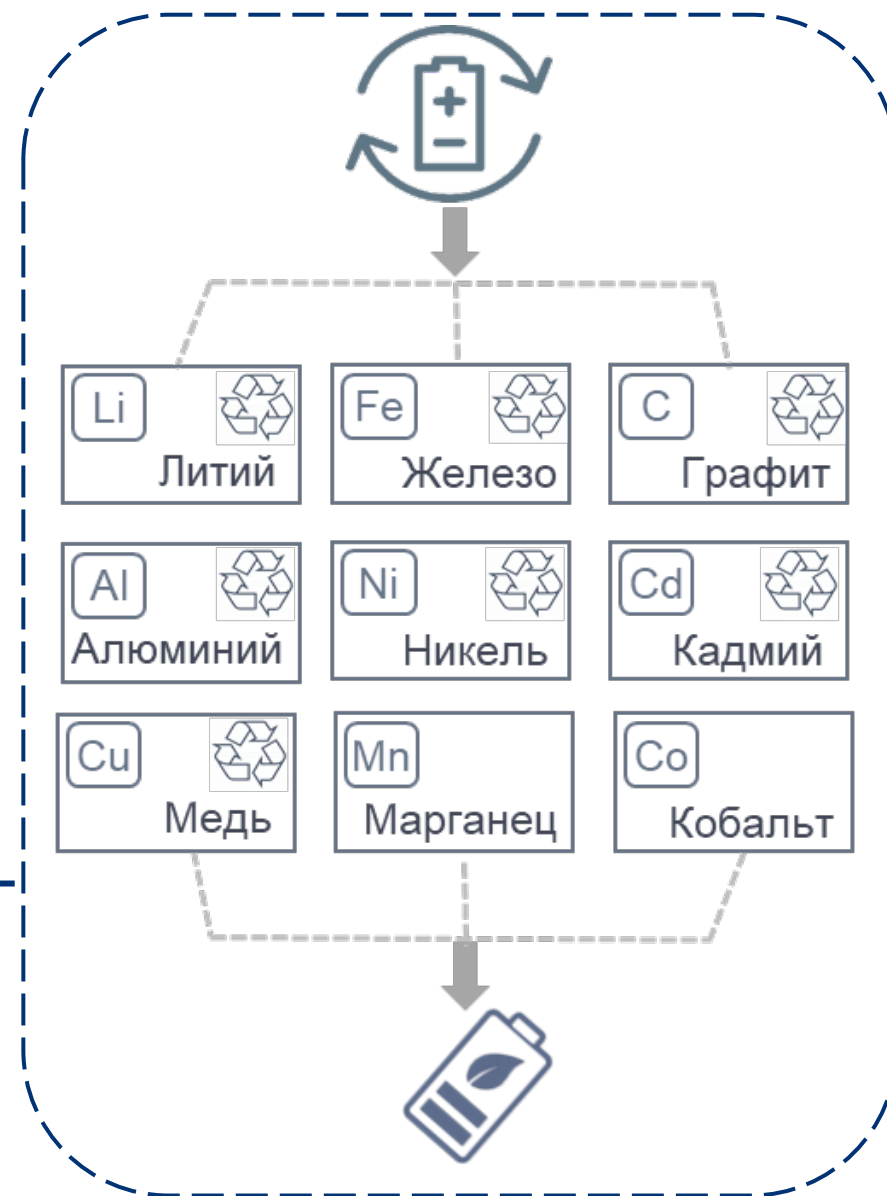 Li
Литий
Fe
Железо
C
Графит
Al
Алюминий
Ni
Никель
Cd
Кадмий
Cu
Медь
Mn
Марганец
Co
Кобальт